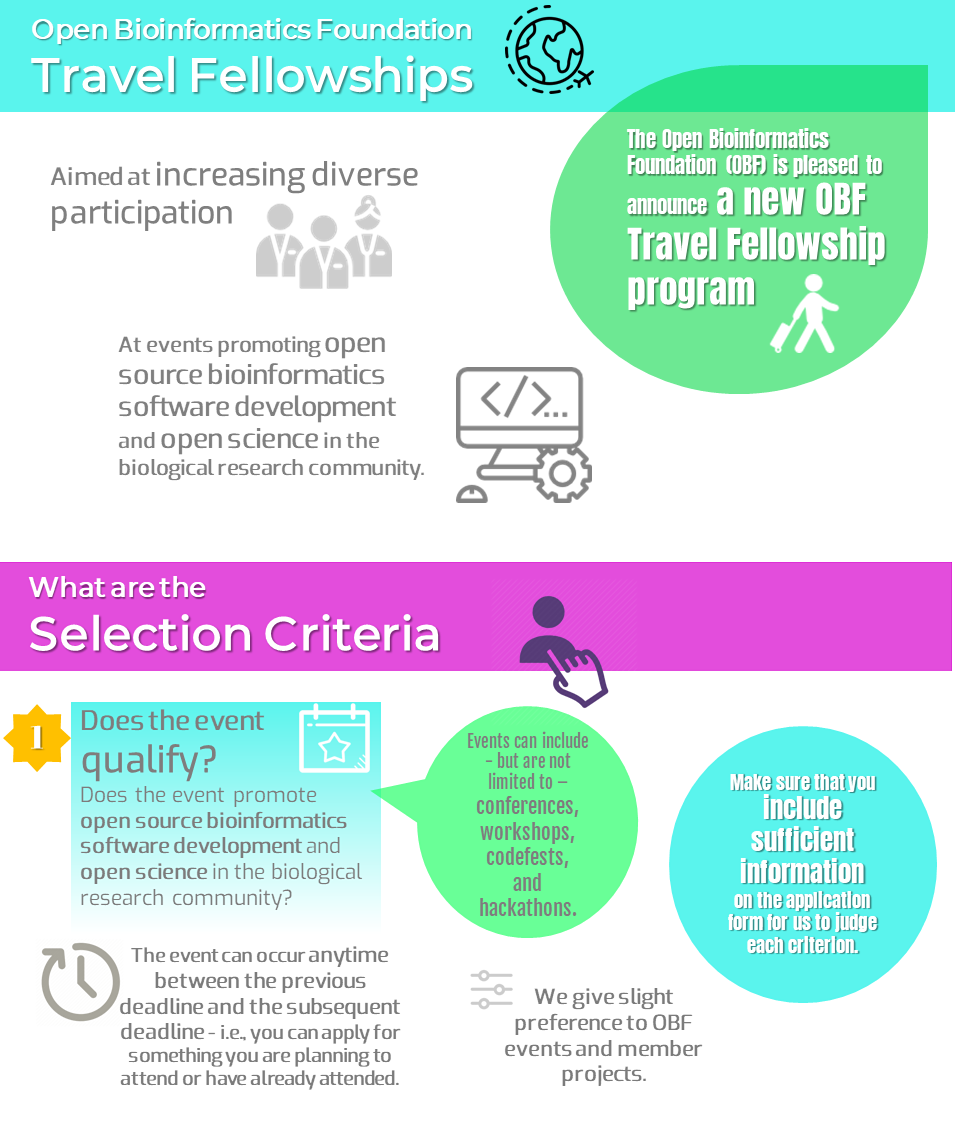 Open Bioinformatics Foundation
Travel Fellowships
The Open Bioinformatics
Foundation (OBF) is pleased to
announce a new OBF
Travel Fellowship
program
Aimed at increasing diverse
participation
At events promoting open
source bioinformatics
software development
and open science in the
biological research community.
What are the
Selection Criteria
1
Does the event
qualify?
Does the event promote
open source bioinformatics
software development and
open science in the biological
research community?
Events can include
- but are not
limited to –
conferences,
workshops,
codefests,
and
hackathons.
Make sure that you
include
sufficient
information
on the application
form for us to judge
each criterion.
The event can occur anytime
between the previous
deadline and the subsequent
deadline - i.e., you can apply for
something you are planning to
attend or have already attended.
We give slight
preference to OBF
events and member
projects.